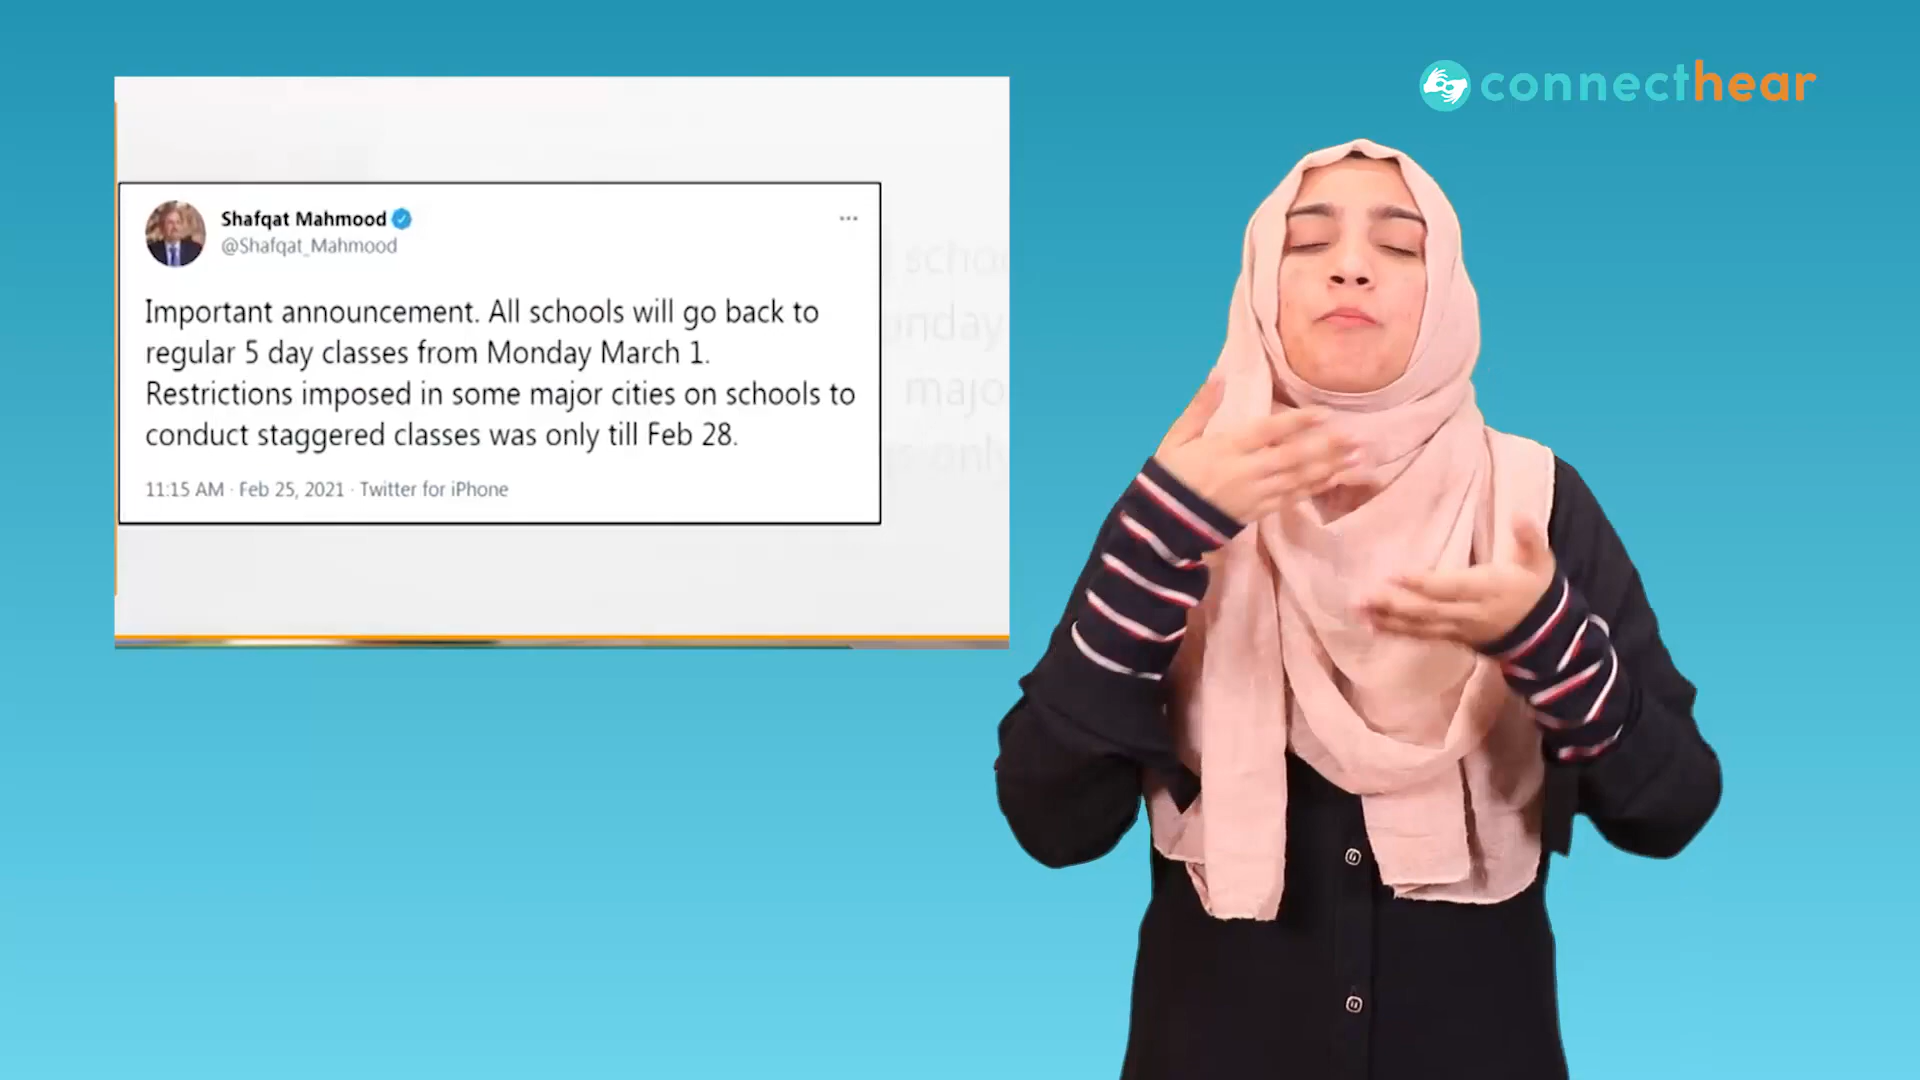 connecthear
Shafqat Mahmood
@Shafqat_Mahmood
Important announcement. All schools will go back to
regular 5 day classes from Monday March 1.
Restrictions imposed in some major cities on schools to
conduct staggered classes was only till Feb 28.
11:15 AM · Feb 25, 2021 · Twitter for iPhone